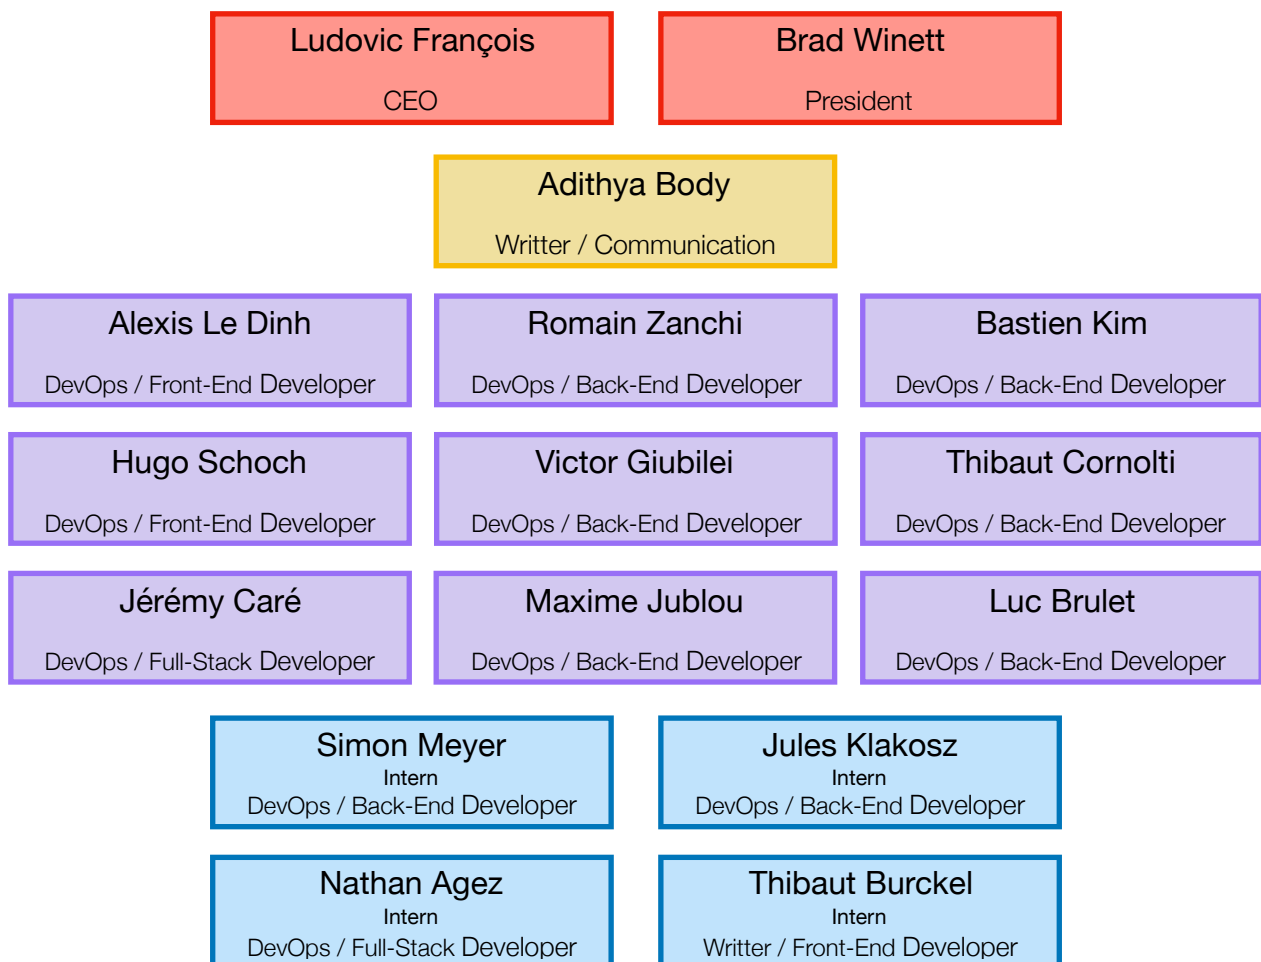 Ludovic François
CEO
Brad Winett
President
Adithya Body
Writter / Communication
Alexis Le Dinh
DevOps / Front-End Developer
Romain Zanchi
DevOps / Back-End Developer
Bastien Kim
DevOps / Back-End Developer
Hugo Schoch
DevOps / Front-End Developer
Victor Giubilei
DevOps / Back-End Developer
Thibaut Cornolti
DevOps / Back-End Developer
Jérémy Caré
DevOps / Full-Stack Developer
Maxime Jublou
DevOps / Back-End Developer
Luc Brulet
DevOps / Back-End Developer
Simon Meyer
Intern
DevOps / Back-End Developer
Jules Klakosz
Intern
DevOps / Back-End Developer
Nathan Agez
Intern
DevOps / Full-Stack Developer
Thibaut Burckel
Intern
Writter / Front-End Developer